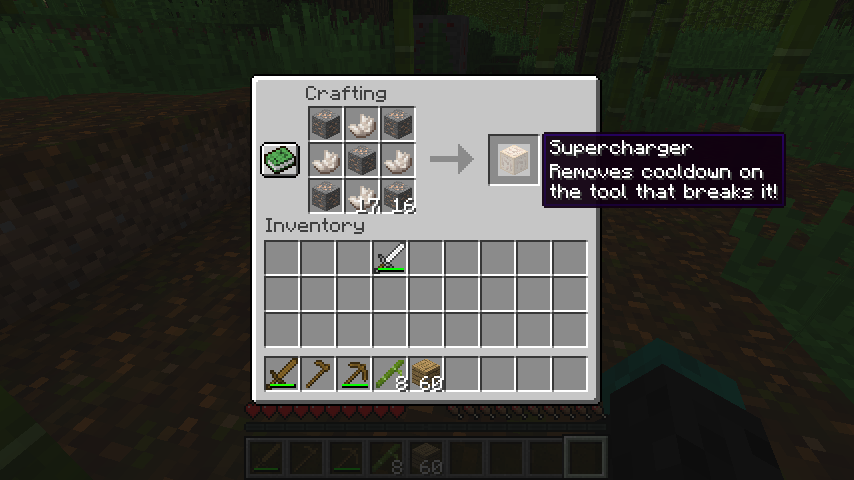 Crafting
Supercharger
Removes cooldown on
the tool that breaks it!
17 16
Inventory
8 60
8 60